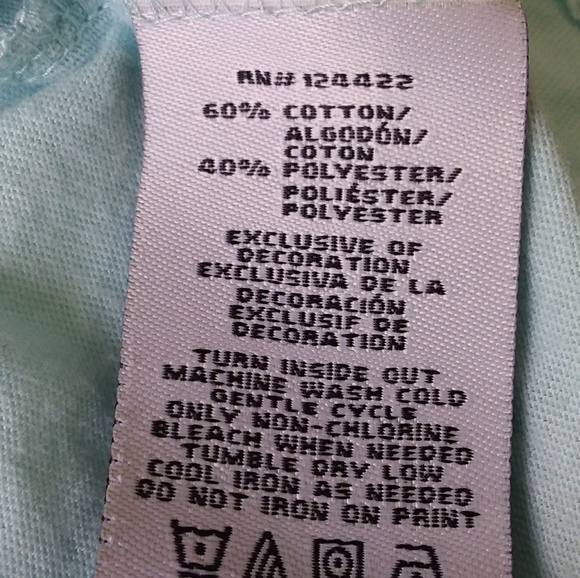 RN# 124422
60% COTTON/
ALGODÓN/
COTON
40% POLYESTER/
POLIÉSTER/
POLYESTER
EXCLUSIVE OF
DECORATION
EXCLUSIVA DE LA
DECORACIÓN
EXCLUSIF DE
DECORATION
TURN INSIDE OUT
MACHINE WASH COLD
GENTLE CYCLE
ONLY NON-CHLORINE
BLEACH WHEN NEEDED
TUMBLE DRY LOW
COOL IRON AS NEEDED
DO NOT IRON ON PRINT